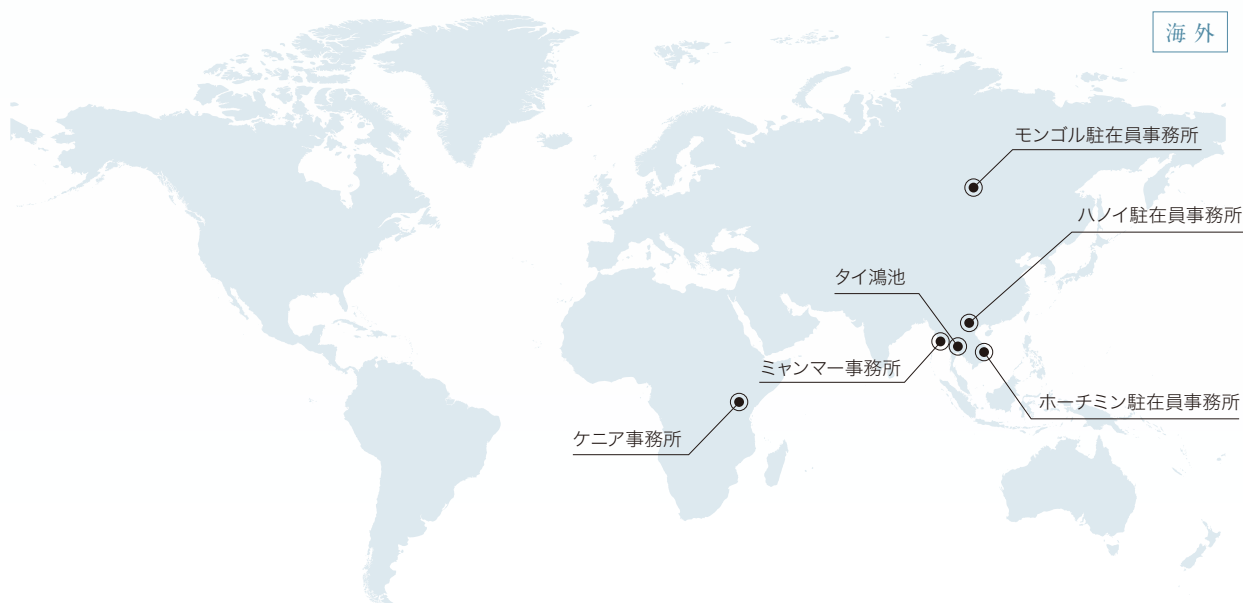 海外
モンゴル駐在員事務所
ハノイ駐在員事務所
タイ鴻池
ミャンマー事務所
ホーチミン駐在員事務所
ケニア事務所